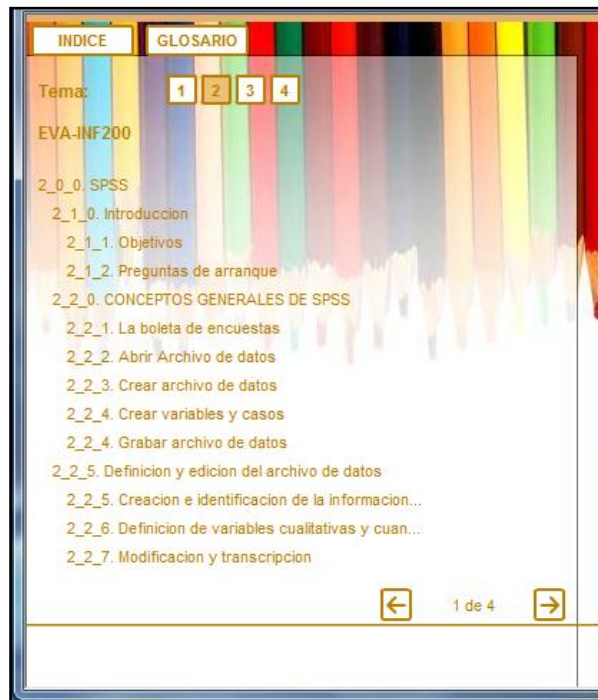 INDICE GLOSARIO
Tema: 1 2 3 4
EVA-INF200
2_0_0. SPSS
2_1_0. Introduccion
2_1_1. Objetivos
2_1_2. Preguntas de arranque
2_2_0. CONCEPTOS GENERALES DE SPSS
2_2_1. La boleta de encuestas
2_2_2. Abrir Archivo de datos
2_2_3. Crear archivo de datos
2_2_4. Crear variables y casos
2_2_4. Grabar archivo de datos
2_2_5. Definicion y edicion del archivo de datos
2_2_5. Creacion e identificacion de la informacion...
2_2_6. Definicion de variables cualitativas y cuan...
2_2_7. Modificacion y transcripcion
1 de 4